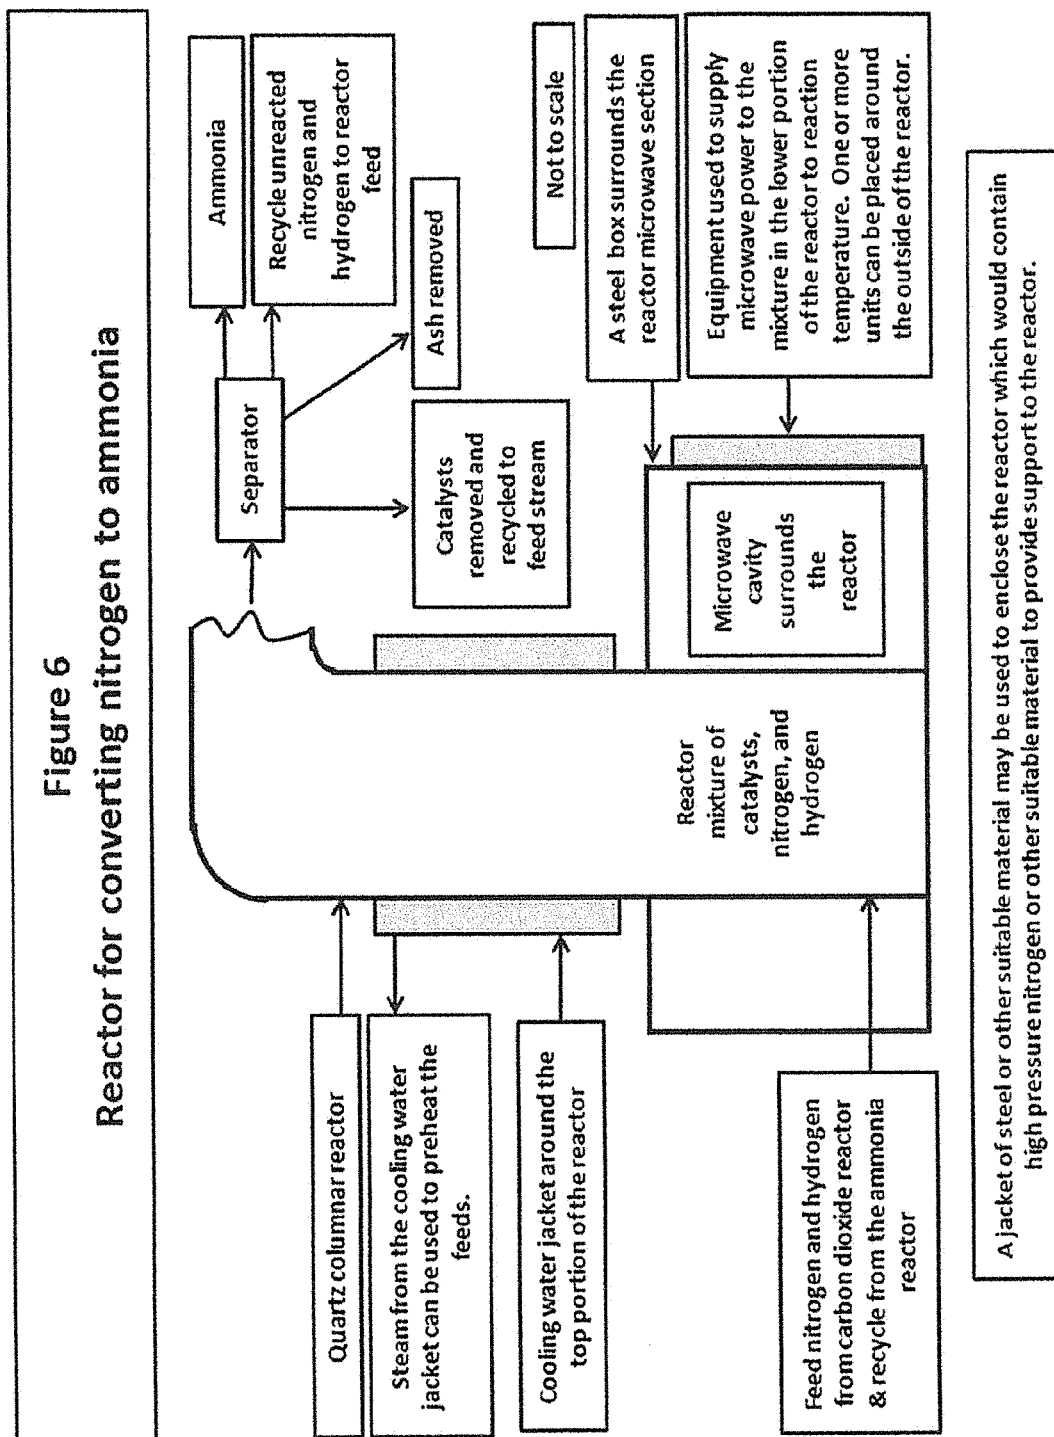 Figure 6
Reactor for converting nitrogen to ammonia
Quartz columnar reactor
Steam from the cooling water
jacket can be used to preheat the
feeds.
Cooling water jacket around the
top portion of the reactor
Feed nitrogen and hydrogen
from carbon dioxide reactor
& recycle from the ammonia
reactor
Reactor
mixture of
catalysts,
nitrogen, and
hydrogen
Separator
Ammonia
Recycle unreacted
nitrogen and
hydrogen to reactor
feed
Ash removed
Catalysts
removed and
recycled to
feed stream
Not to scale
A steel box surrounds the
reactor microwave section
Microwave
cavity
surrounds
the
reactor
Equipment used to supply
microwave power to the
mixture in the lower portion
of the reactor to reaction
temperature. One or more
units can be placed around
the outside of the reactor.
A jacket of steel or other suitable material may be used to enclose the reactor which would contain
high pressure nitrogen or other suitable material to provide support to the reactor.